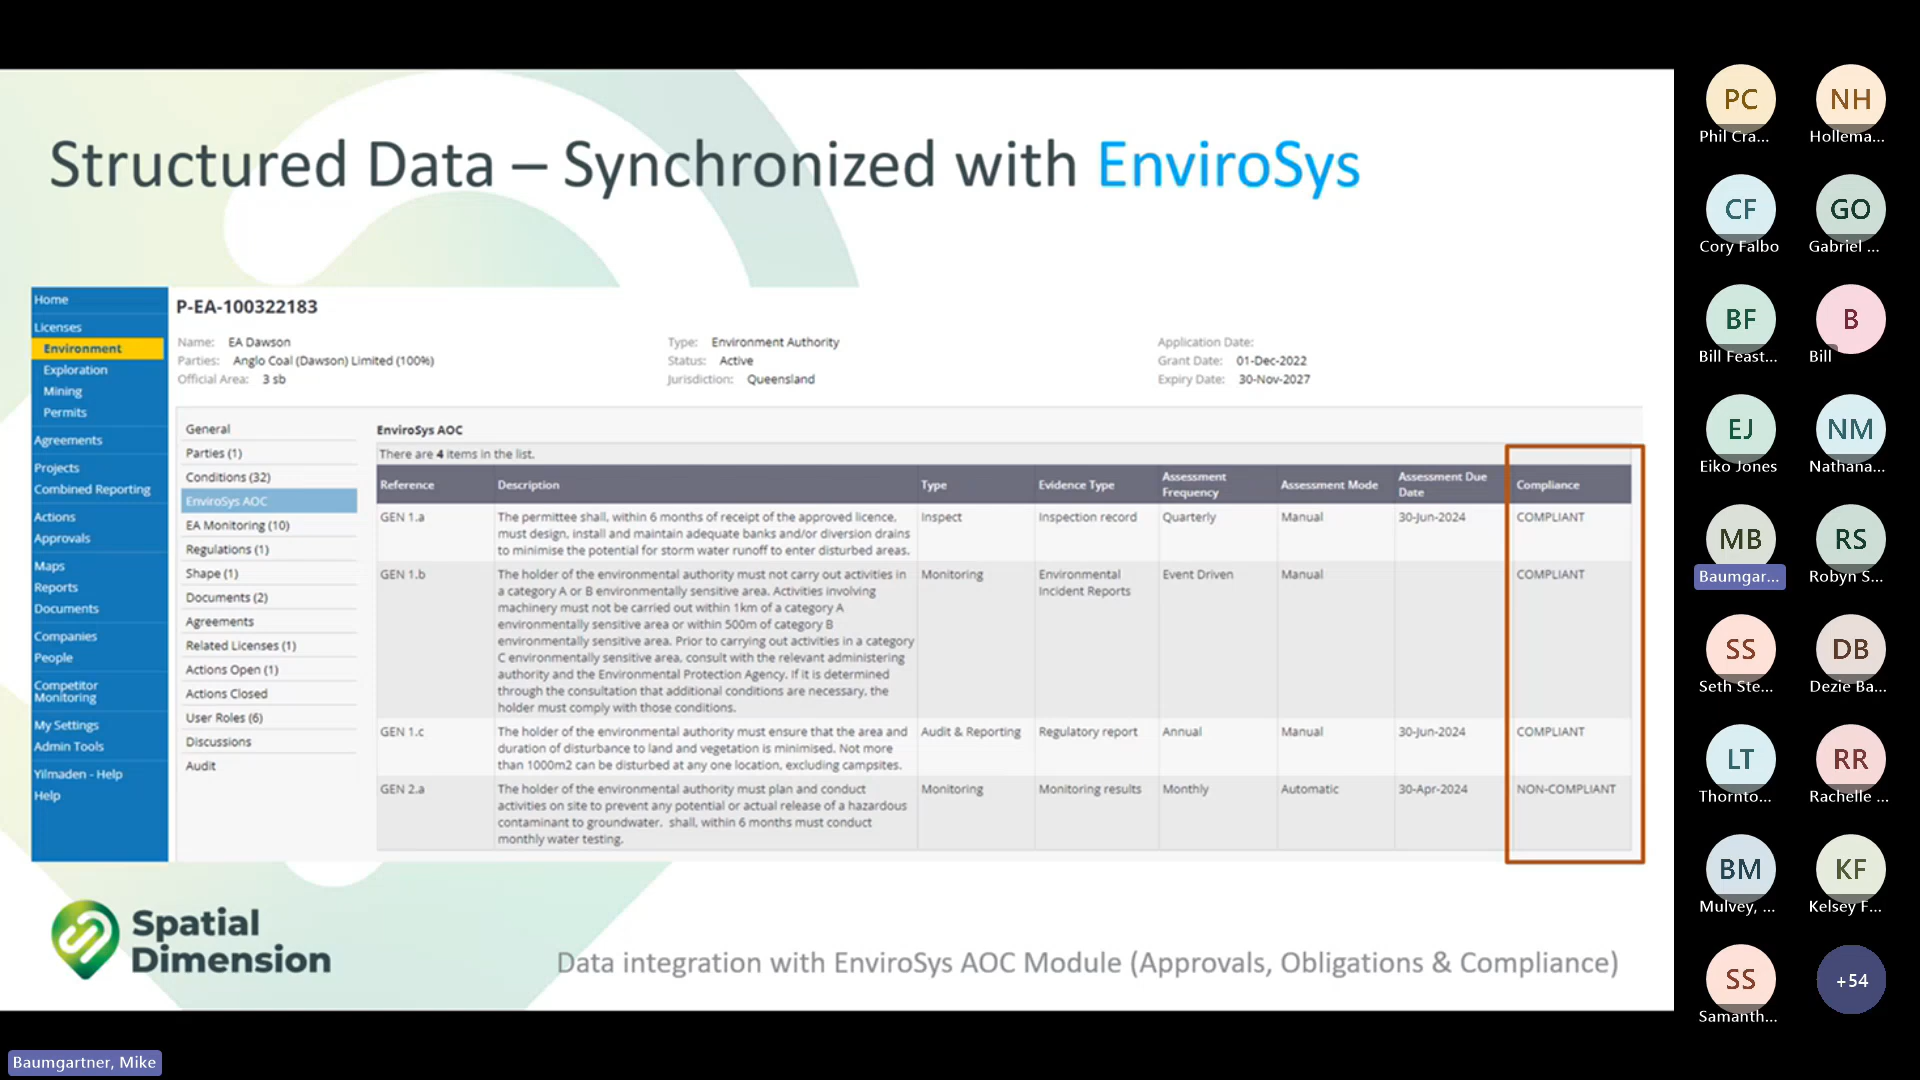 Structured Data – Synchronized with EnviroSys
Home
Licenses
Environment
Exploration
Mining
Permits
Agreements
Projects
Combined Reporting
Actions
Approvals
Maps
Reports
Documents
Companies
People
Competitor
Monitoring
My Settings
Admin Tools
Yilmaden - Help
Help
P-EA-100322183
Name: EA Dawson
Parties: Anglo Coal (Dawson) Limited (100%)
Official Area: 3 sb
Type: Environment Authority
Status: Active
Jurisdiction: Queensland
Application Date:
Grant Date: 01-Dec-2022
Expiry Date: 30-Nov-2027
General
Parties (1)
Conditions (32)
EnviroSys AOC
EA Monitoring (10)
Regulations (1)
Shape (1)
Documents (2)
Agreements
Related Licenses (1)
Actions Open (1)
Actions Closed
User Roles (6)
Discussions
Audit
EnviroSys AOC
There are 4 items in the list.
Reference
Description
Type
Evidence Type
Assessment
Frequency
Assessment Mode
Assessment Due
Date
Compliance
GEN 1.a
The permittee shall, within 6 months of receipt of the approved licence,
must design, install and maintain adequate banks and/or diversion drains
to minimise the potential for storm water runoff to enter disturbed areas.
Inspect
Inspection record
Quarterly
Manual
30-Jun-2024
COMPLIANT
GEN 1.b
The holder of the environmental authority must not carry out activities in
a category A or B environmentally sensitive area. Activities involving
machinery must not be carried out within 1km of a category A
environmentally sensitive area or within 500m of category B
environmentally sensitive area. Prior to carrying out activities in a category
C environmentally sensitive area, consult with the relevant administering
authority and the Environmental Protection Agency. If it is determined
through the consultation that additional conditions are necessary, the
holder must comply with those conditions.
Monitoring
Environmental
Incident Reports
Event Driven
Manual
COMPLIANT
GEN 1.c
The holder of the environmental authority must ensure that the area and
duration of disturbance to land and vegetation is minimised. Not more
than 1000m2 can be disturbed at any one location, excluding campsites.
Audit & Reporting
Regulatory report
Annual
Manual
30-Jun-2024
COMPLIANT
GEN 2.a
The holder of the environmental authority must plan and conduct
activities on site to prevent any potential or actual release of a hazardous
contaminant to groundwater. shall, within 6 months must conduct
monthly water testing.
Monitoring
Monitoring results
Monthly
Automatic
30-Apr-2024
NON-COMPLIANT
Spatial
Dimension
Data integration with EnviroSys AOC Module (Approvals, Obligations & Compliance)
Baumgartner, Mike
PC
Phil Cra...
NH
Hollema...
CF
Cory Falbo
GO
Gabriel ...
BF
Bill Feast...
B
Bill
EJ
Eiko Jones
NM
Nathana...
MB
Baumgar...
RS
Robyn S...
SS
Seth Ste...
DB
Dezie Ba...
LT
Thornto...
RR
Rachelle ...
BM
Mulvey, ...
KF
Kelsey F...
SS
Samanth...
+54